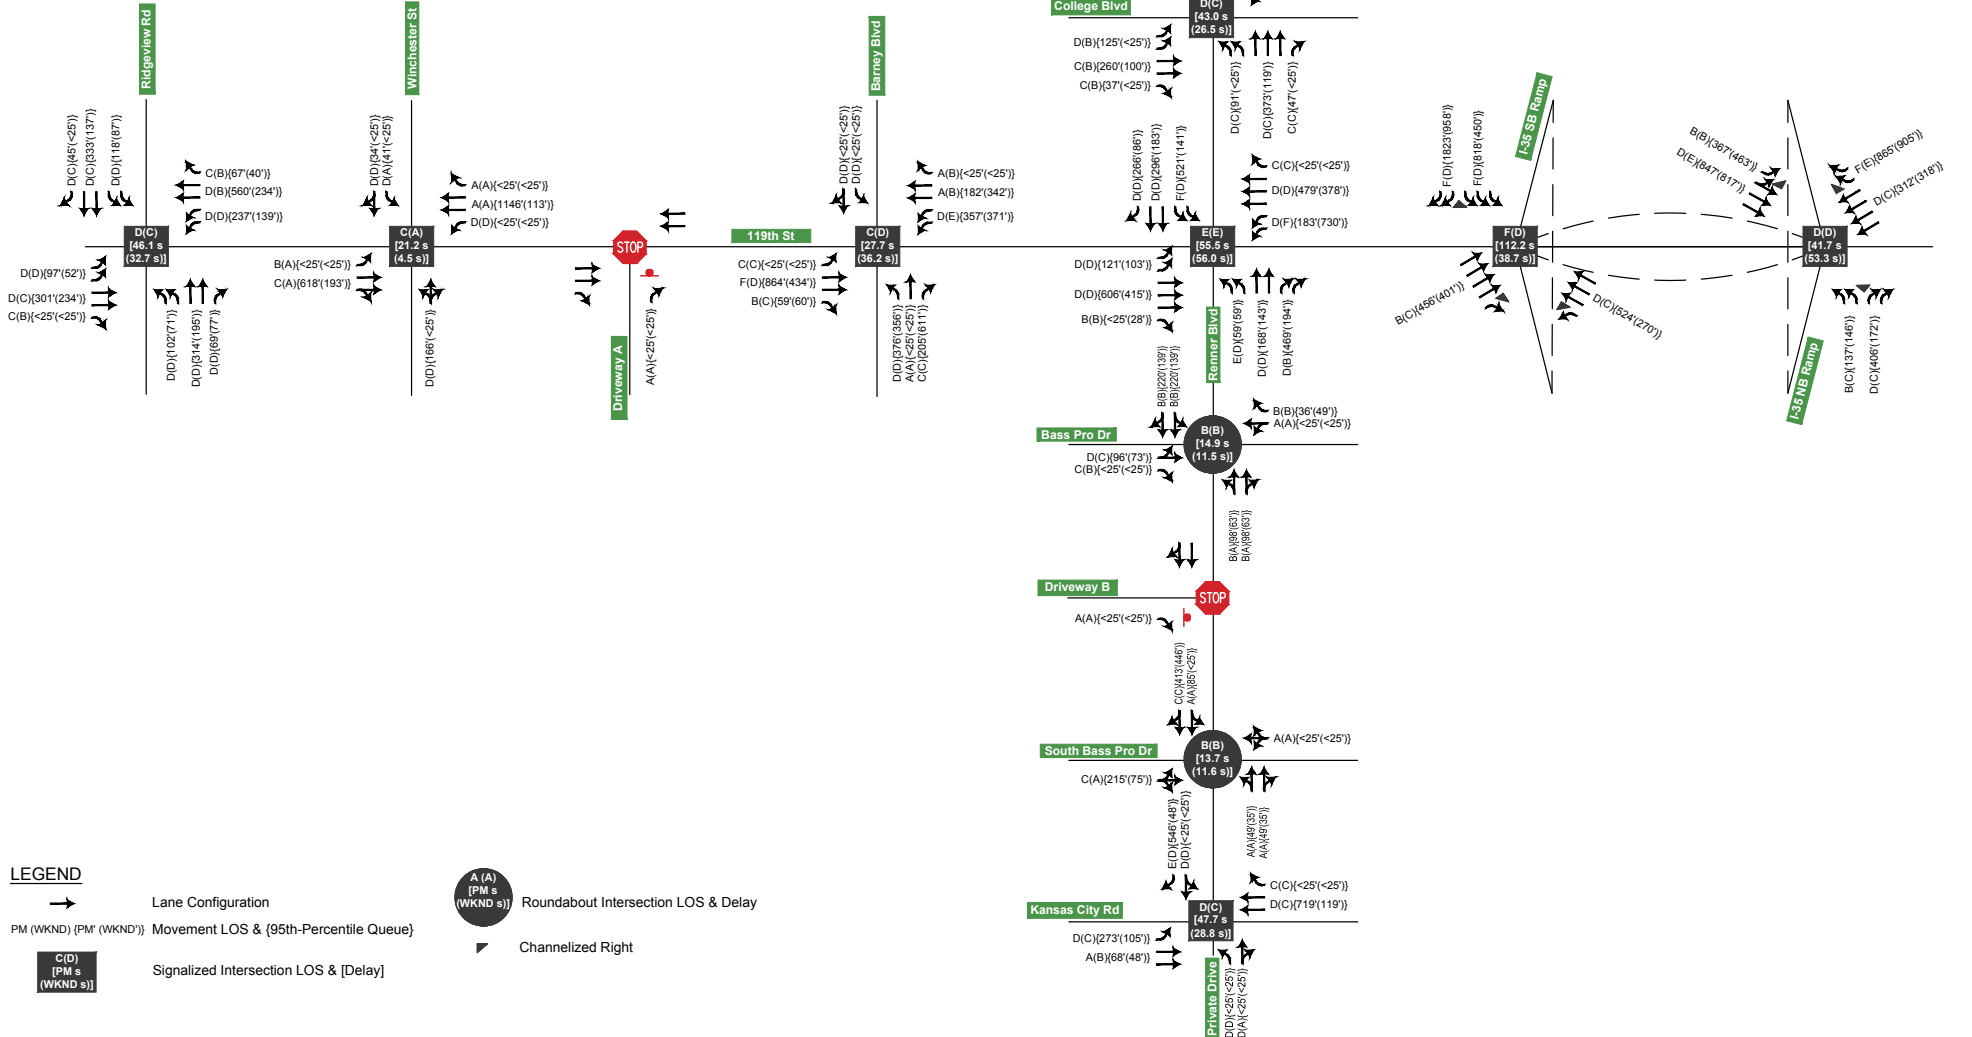 College Blvd
D(C)
[43.0 s
(26.5 s)]
D(B){125'(<25')}
C(B){260'(100')}
C(B){37'(<25')}
D(C){91'(<25')}
D(C){373'(119')}
C(C){47'(<25')}
Ridgeview Rd
D(C){45'(<25')}
D(C){333'(137')}
D(D){118'(87')}
C(B){67'(40')}
D(B){560'(234')}
D(D){237'(139')}
D(C)
[46.1 s
(32.7 s)]
D(D){97'(52')}
D(C){301'(234')}
C(B){<25'(<25')}
D(D){102'(71')}
D(D){314'(195')}
D(D){69'(77')}
Winchester St
D(D){34'(<25')}
D(A){41'(<25')}
A(A){<25'(<25')}
A(A){1146'(113')}
D(D){<25'(<25')}
C(A)
[21.2 s
(4.5 s)]
B(A){<25'(<25')}
C(A){618'(193')}
D(D){166'(<25')}
STOP
Driveway A
A(A){<25'(<25')}
119th St
Barney Blvd
D(D){<25'(<25')}
D(D){<25'(<25')}
A(B){<25'(<25')}
A(B){182'(342')}
D(E){357'(371')}
C(D)
[27.7 s
(36.2 s)]
C(C){<25'(<25')}
F(D){864'(434')}
B(C){59'(60')}
D(D){376'(356')}
A(A){<25'(<25')}
C(C){205'(611')}
D(D){266'(86')}
D(D){296'(183')}
F(D){521'(141')}
C(C){<25'(<25')}
D(D){479'(378')}
D(F){183'(730')}
E(E)
[55.5 s
(56.0 s)]
D(D){121'(103')}
D(D){606'(415')}
B(B){<25'(28')}
E(D){59'(59')}
D(D){168'(143')}
D(B){469'(194')}
Renner Blvd
I-35 SB Ramp
F(D){1823'(958')}
F(D){818'(450')}
F(D)
[112.2 s
(38.7 s)]
B(C){456'(401')}
D(C){524'(270')}
B(B){367'(463')}
D(E){847'(817')}
F(E){865'(905')}
D(C){312'(318')}
D(D)
[41.7 s
(53.3 s)]
I-35 NB Ramp
B(C){137'(146')}
D(C){406'(172')}
B(B){220'(139')}
B(B){220'(139')}
Bass Pro Dr
B(B)
[14.9 s
(11.5 s)]
B(B){36'(49')}
A(A){<25'(<25')}
D(C){96'(73')}
C(B){<25'(<25')}
B(A){98'(63')}
B(A){98'(63')}
Driveway B
STOP
A(A){<25'(<25')}
C(C){413'(446')}
A(A){85'(<25')}
South Bass Pro Dr
B(B)
[13.7 s
(11.6 s)]
A(A){<25'(<25')}
C(A){215'(75')}
A(A){49'(35')}
A(A){49'(35')}
E(D){546'(48')}
D(D){<25'(<25')}
Kansas City Rd
D(C)
[47.7 s
(28.8 s)]
C(C){<25'(<25')}
D(C){719'(119')}
D(C){273'(105')}
A(B){68'(48')}
Private Drive
D(D){<25'(<25')}
D(A){<25'(<25')}
LEGEND
Lane Configuration
PM (WKND) {PM' (WKND')} Movement LOS & {95th-Percentile Queue}
C(D)
[PM s
(WKND s)]
Signalized Intersection LOS & [Delay]
A (A)
[PM s
(WKND s)]
Roundabout Intersection LOS & Delay
Channelized Right